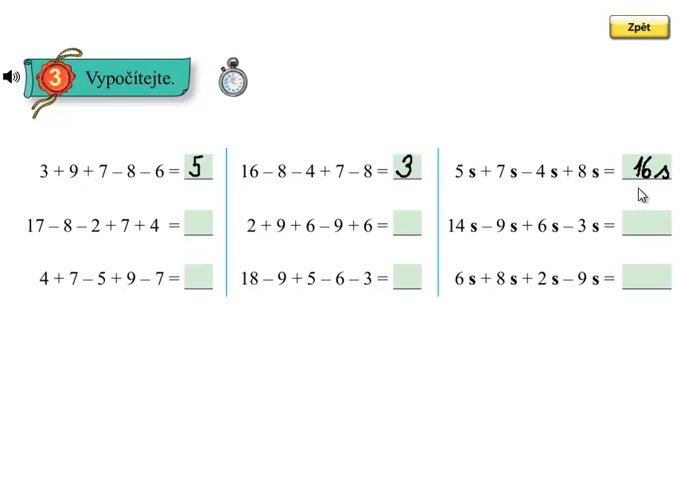 Zpět
3 Vypočítejte.
3 + 9 + 7 – 8 – 6 = 5 16 – 8 – 4 + 7 – 8 = 3 5 s + 7 s – 4 s + 8 s = 16 s
17 – 8 – 2 + 7 + 4 = 2 + 9 + 6 – 9 + 6 = 14 s – 9 s + 6 s – 3 s =
4 + 7 – 5 + 9 – 7 = 18 – 9 + 5 – 6 – 3 = 6 s + 8 s + 2 s – 9 s =